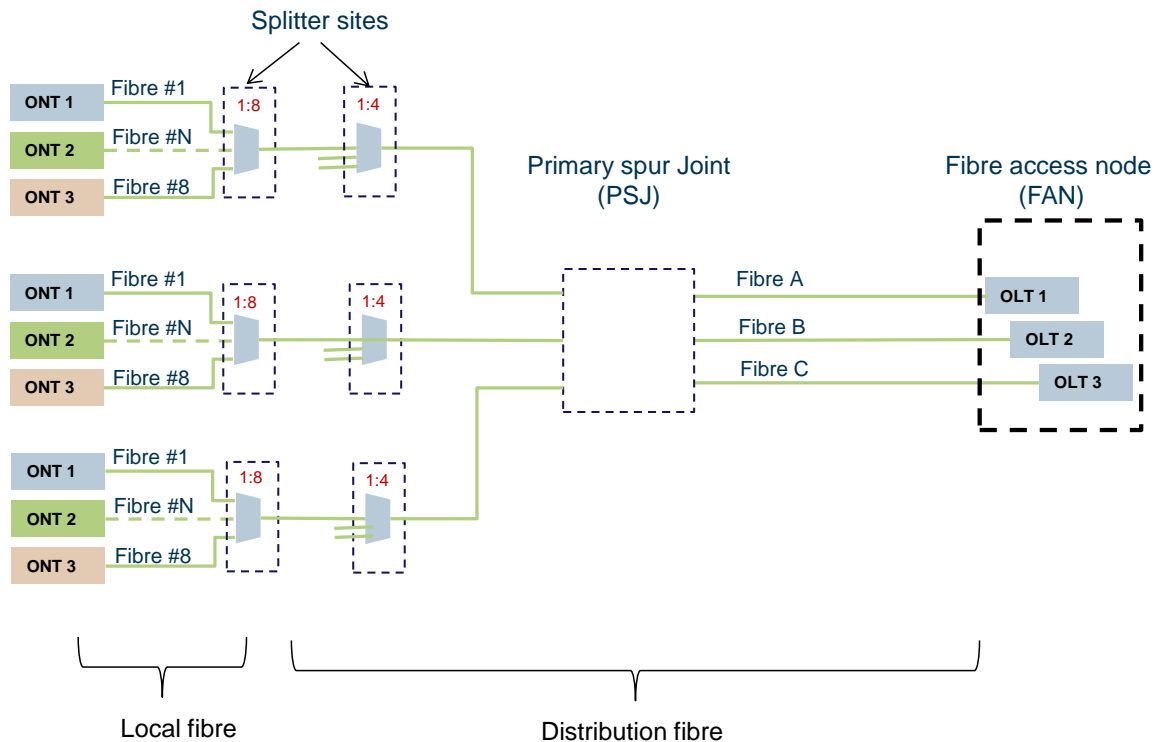 Splitter sites
Fibre #1
1:8
1:4
ONT 1
Fibre #N
ONT 2
Fibre #8
ONT 3
Primary spur Joint
(PSJ)
Fibre access node
(FAN)
Fibre #1
1:8
1:4
ONT 1
Fibre #N
ONT 2
Fibre #8
ONT 3
Fibre A
OLT 1
Fibre B
OLT 2
Fibre C
OLT 3
Fibre #1
1:8
1:4
ONT 1
Fibre #N
ONT 2
Fibre #8
ONT 3
Local fibre
Distribution fibre